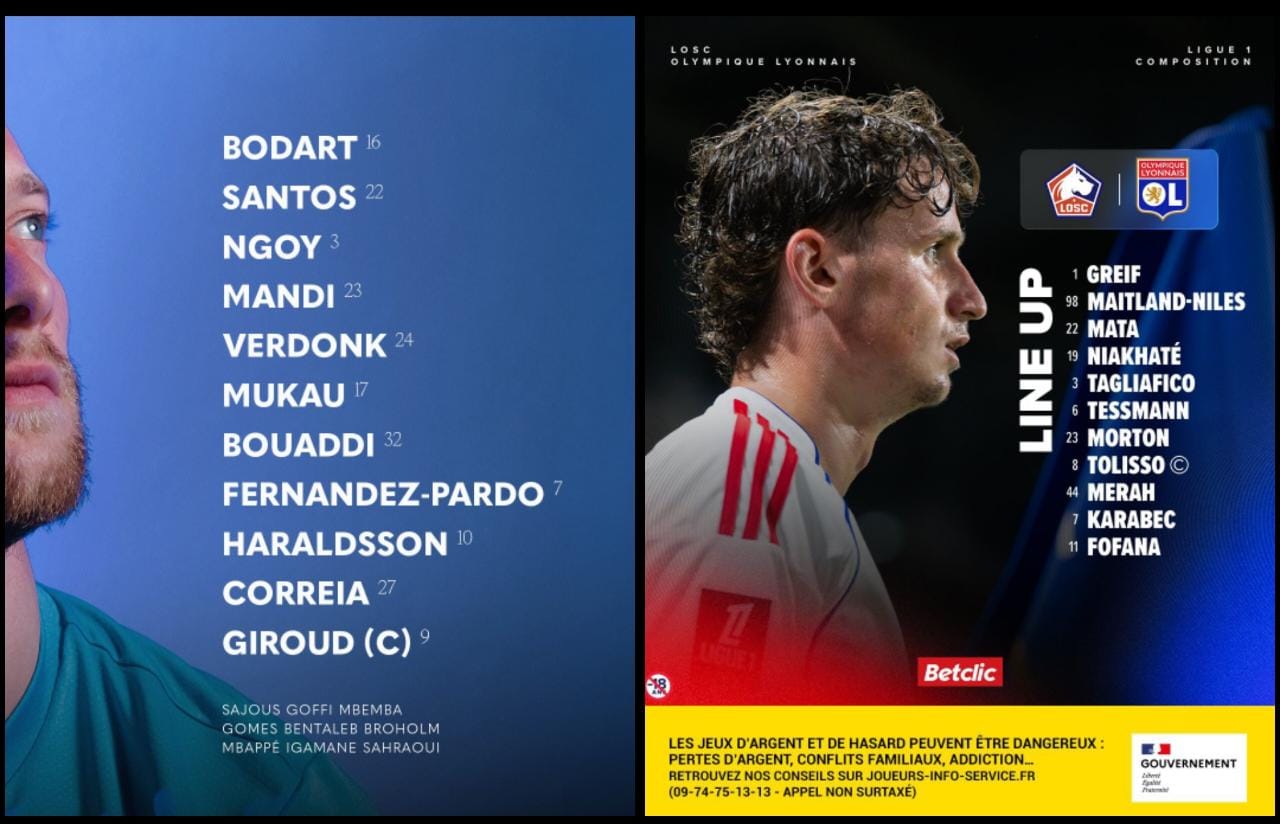 BODART 16
SANTOS 22
NGOY 3
MANDI 23
VERDONK 24
MUKAU 17
BOUADDI 32
FERNANDEZ-PARDO 7
HARALDSSON 10
CORREIA 27
GIROUD (C) 9
SAJOUS GOFFI MBEMBA
GOMES BENTALEB BROHOLM
MBAPPÉ IGAMANE SAHRAOUI
LOSC
OLYMPIQUE LYONNAIS
LIGUE 1
COMPOSITION
LOSC
OLYMPIQUE
LYONNAIS
OL
LINE UP
1 GREIF
98 MAITLAND-NILES
22 MATA
19 NIAKHATÉ
3 TAGLIAFICO
6 TESSMANN
23 MORTON
8 TOLISSO ©
44 MERAH
7 KARABEC
11 FOFANA
LIGUE 1
Betclic
-18
ANS
LES JEUX D'ARGENT ET DE HASARD PEUVENT ÊTRE DANGEREUX :
PERTES D'ARGENT, CONFLITS FAMILIAUX, ADDICTION...
RETROUVEZ NOS CONSEILS SUR JOUEURS-INFO-SERVICE.FR
(09-74-75-13-13 - APPEL NON SURTAXÉ)
GOUVERNEMENT
Liberté
Égalité
Fraternité